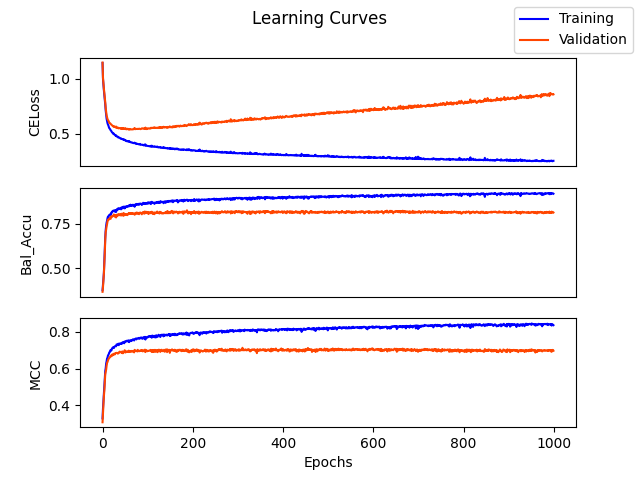 Learning Curves
Training
Validation
CELoss
1.0
0.5
Bal_Accu
0.75
0.50
MCC
0.8
0.6
0.4
0 200 400 600 800 1000
Epochs